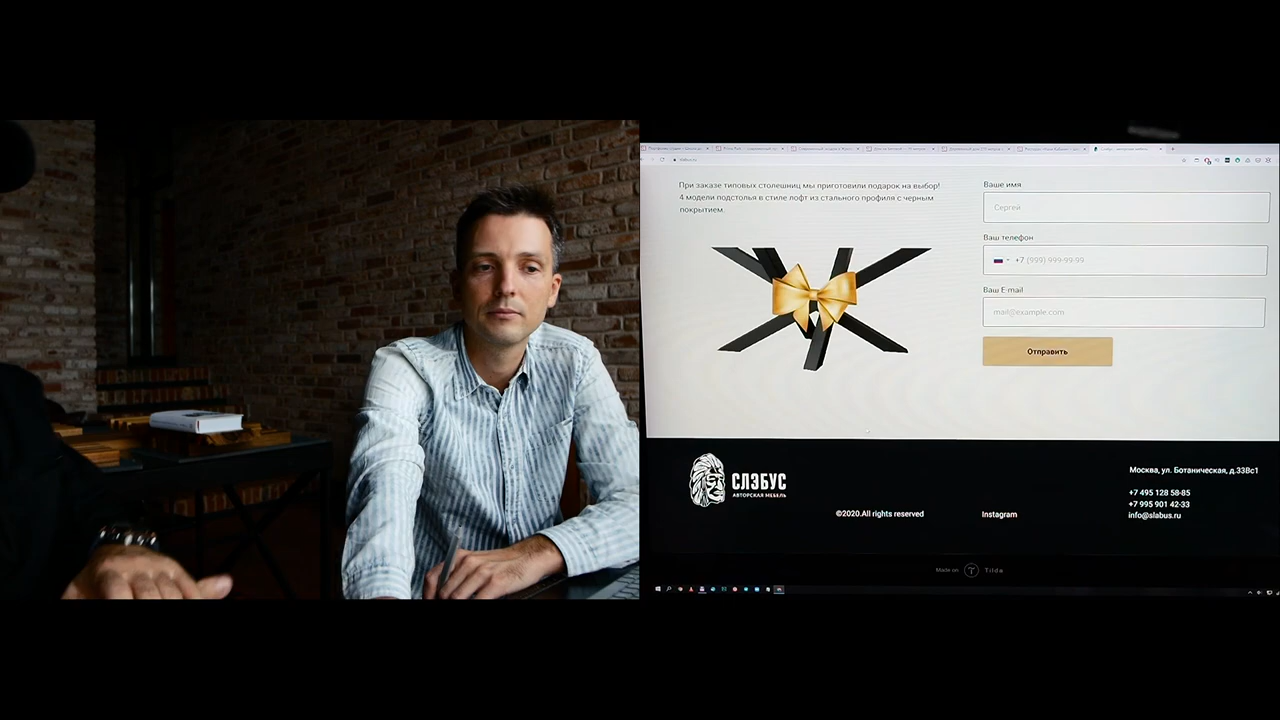 slabus.ru
При заказе типовых столешниц мы приготовили подарок на выбор!
4 модели подстолья в стиле лофт из стального профиля с черным
покрытием.
Ваше имя
Сергей
Ваш телефон
+7 (999) 999-99-99
Ваш E-mail
mail@example.com
Отправить
СЛЭБУС
АВТОРСКАЯ МЕБЕЛЬ
©2020.All rights reserved
Instagram
Москва, ул. Ботаническая, д.33Вс1
+7 495 128 58-85
+7 995 901 42-33
info@slabus.ru
Made on Tilda